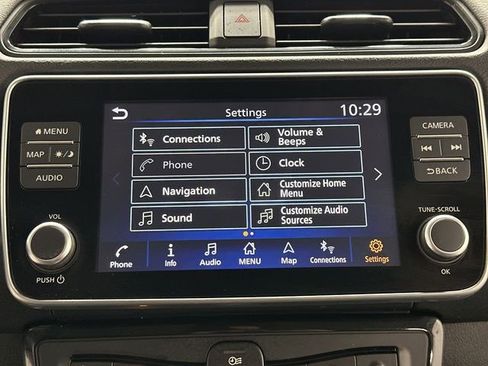 Settings
10:29
MENU
MAP
AUDIO
VOL
PUSH
Connections
Volume &
Beeps
Phone
Clock
Navigation
Customize Home
Menu
Sound
Customize Audio
Sources
Phone
Info
Audio
MENU
Map
Connections
Settings
CAMERA
BACK
TUNE-SCROLL
OK